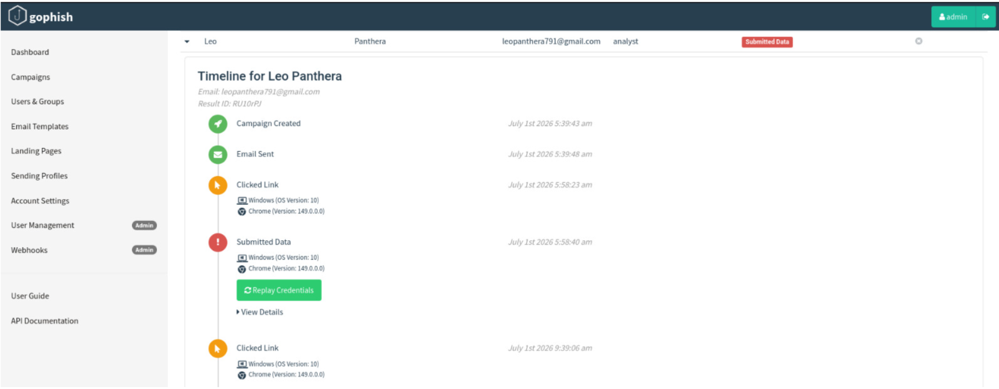 gophish
admin
Leo Panthera leopanthera791@gmail.com analyst Submitted Data
Dashboard
Campaigns
Users & Groups
Email Templates
Landing Pages
Sending Profiles
Account Settings
User Management Admin
Webhooks Admin
User Guide
API Documentation
Timeline for Leo Panthera
Email: leopanthera791@gmail.com
Result ID: RU10rPJ
Campaign Created July 1st 2026 5:39:43 am
Email Sent July 1st 2026 5:39:48 am
Clicked Link July 1st 2026 5:58:23 am
Windows (OS Version: 10)
Chrome (Version: 149.0.0.0)
Submitted Data July 1st 2026 5:58:40 am
Windows (OS Version: 10)
Chrome (Version: 149.0.0.0)
Replay Credentials
View Details
Clicked Link July 1st 2026 9:39:06 am
Windows (OS Version: 10)
Chrome (Version: 149.0.0.0)